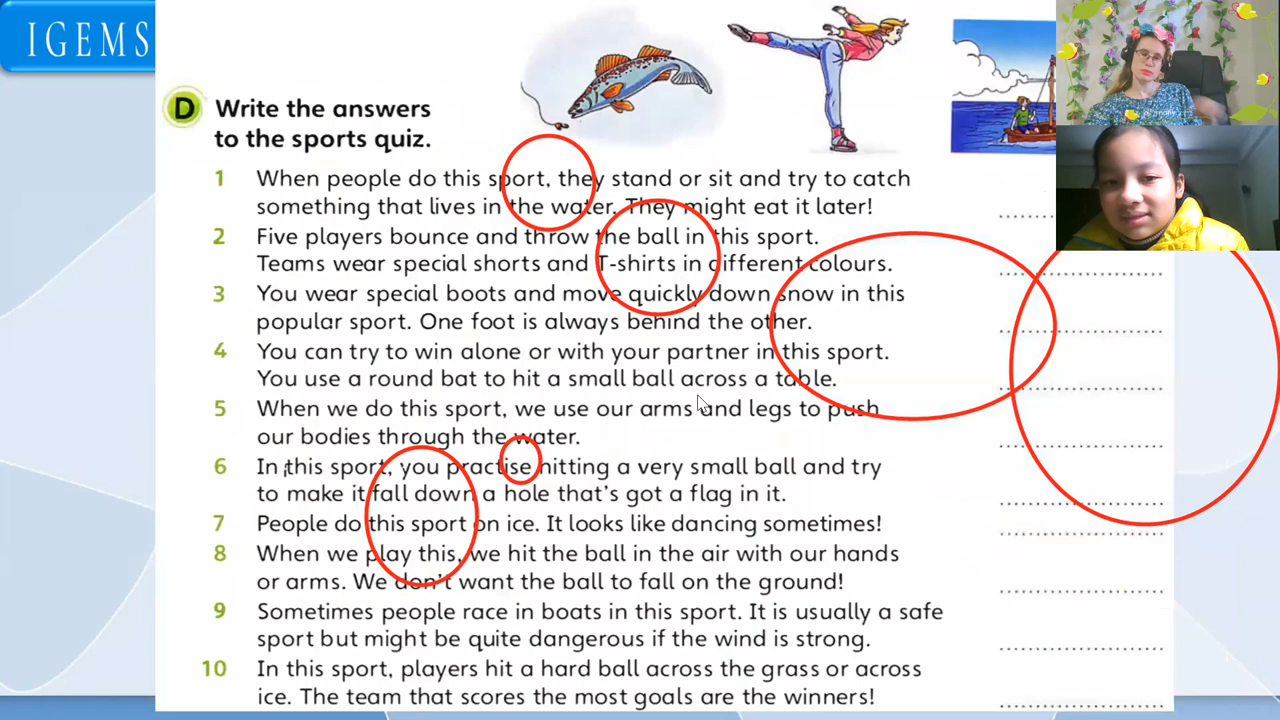 IGEMS
D Write the answers
to the sports quiz.
1 When people do this sport, they stand or sit and try to catch
something that lives in the water. They might eat it later!
2 Five players bounce and throw the ball in this sport.
Teams wear special shorts and T-shirts in different colours.
3 You wear special boots and move quickly down snow in this
popular sport. One foot is always behind the other.
4 You can try to win alone or with your partner in this sport.
You use a round bat to hit a small ball across a table.
5 When we do this sport, we use our arms and legs to push
our bodies through the water.
6 In this sport, you practise hitting a very small ball and try
to make it fall down a hole that's got a flag in it.
7 People do this sport on ice. It looks like dancing sometimes!
8 When we play this, we hit the ball in the air with our hands
or arms. We don't want the ball to fall on the ground!
9 Sometimes people race in boats in this sport. It is usually a safe
sport but might be quite dangerous if the wind is strong.
10 In this sport, players hit a hard ball across the grass or across
ice. The team that scores the most goals are the winners!